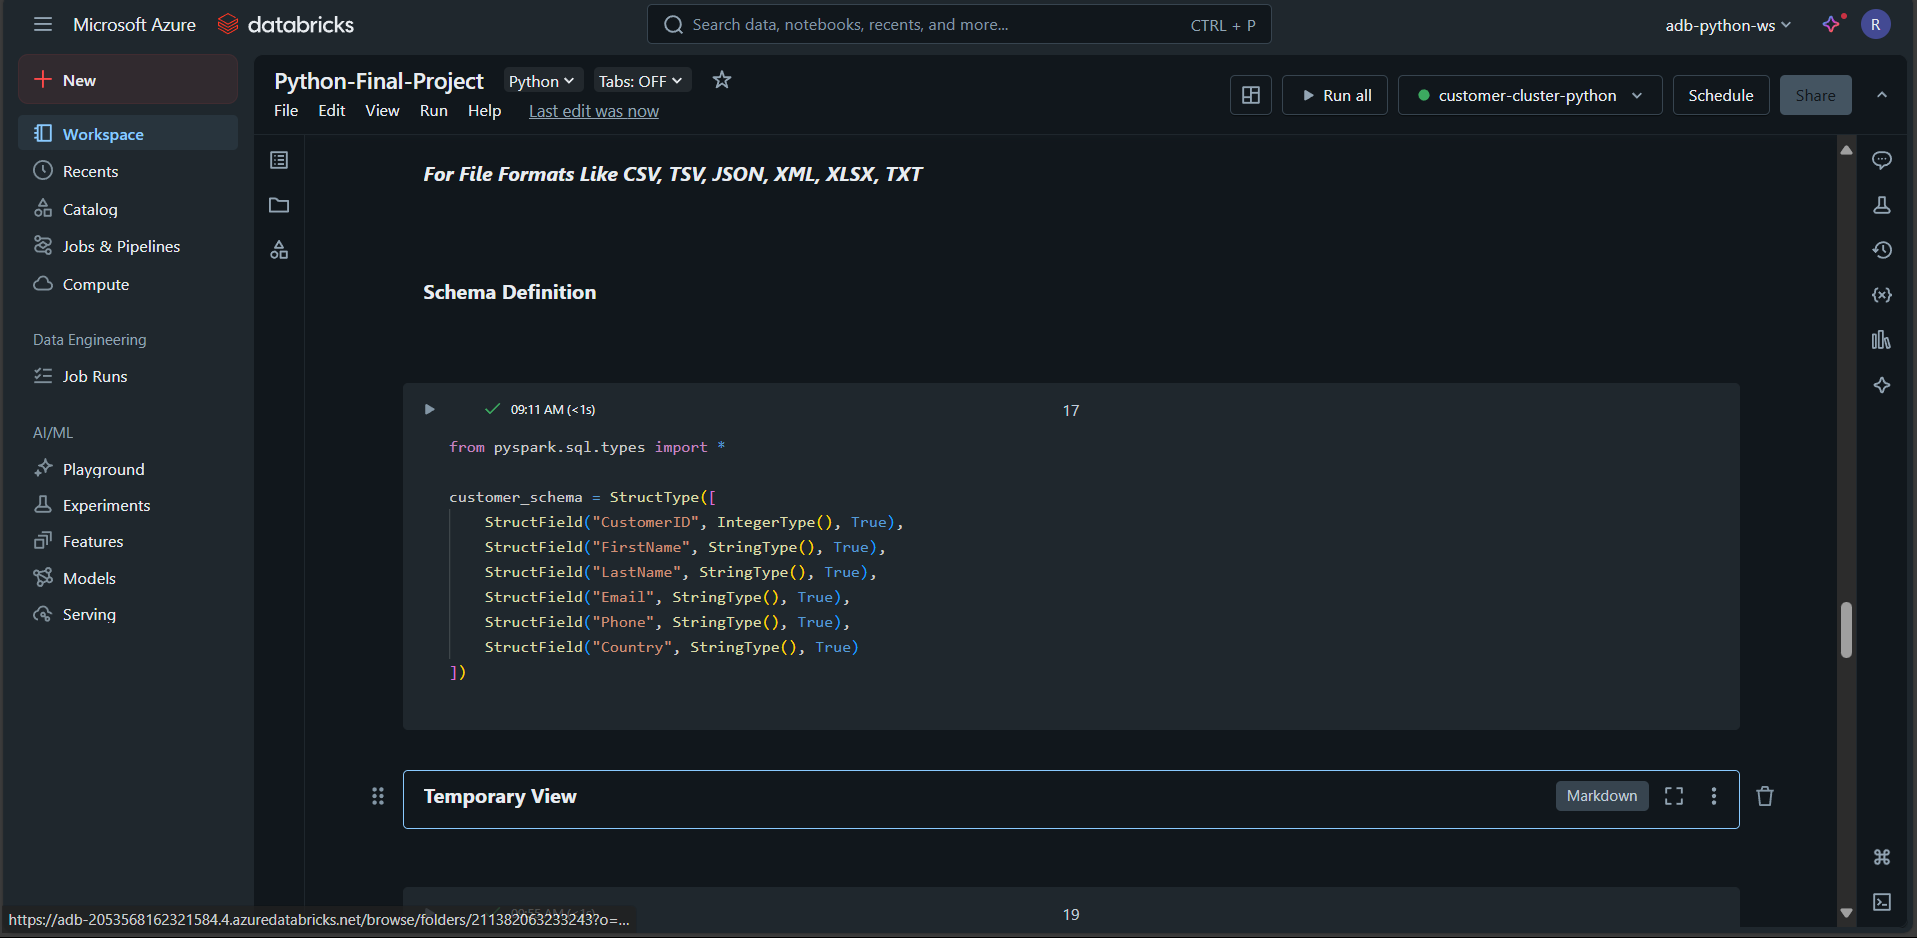 Microsoft Azure databricks
Search data, notebooks, recents, and more... CTRL + P
adb-python-ws R
New
Workspace
Recents
Catalog
Jobs & Pipelines
Compute
Data Engineering
Job Runs
AI/ML
Playground
Experiments
Features
Models
Serving
Python-Final-Project Python Tabs: OFF
File Edit View Run Help Last edit was now
Run all customer-cluster-python Schedule Share
For File Formats Like CSV, TSV, JSON, XML, XLSX, TXT
Schema Definition
09:11 AM (<1s) 17
from pyspark.sql.types import *
customer_schema = StructType([
StructField("CustomerID", IntegerType(), True),
StructField("FirstName", StringType(), True),
StructField("LastName", StringType(), True),
StructField("Email", StringType(), True),
StructField("Phone", StringType(), True),
StructField("Country", StringType(), True)
])
Temporary View Markdown
19
https://adb-2053568162321584.4.azuredatabricks.net/browse/folders/211382063233243?o=...